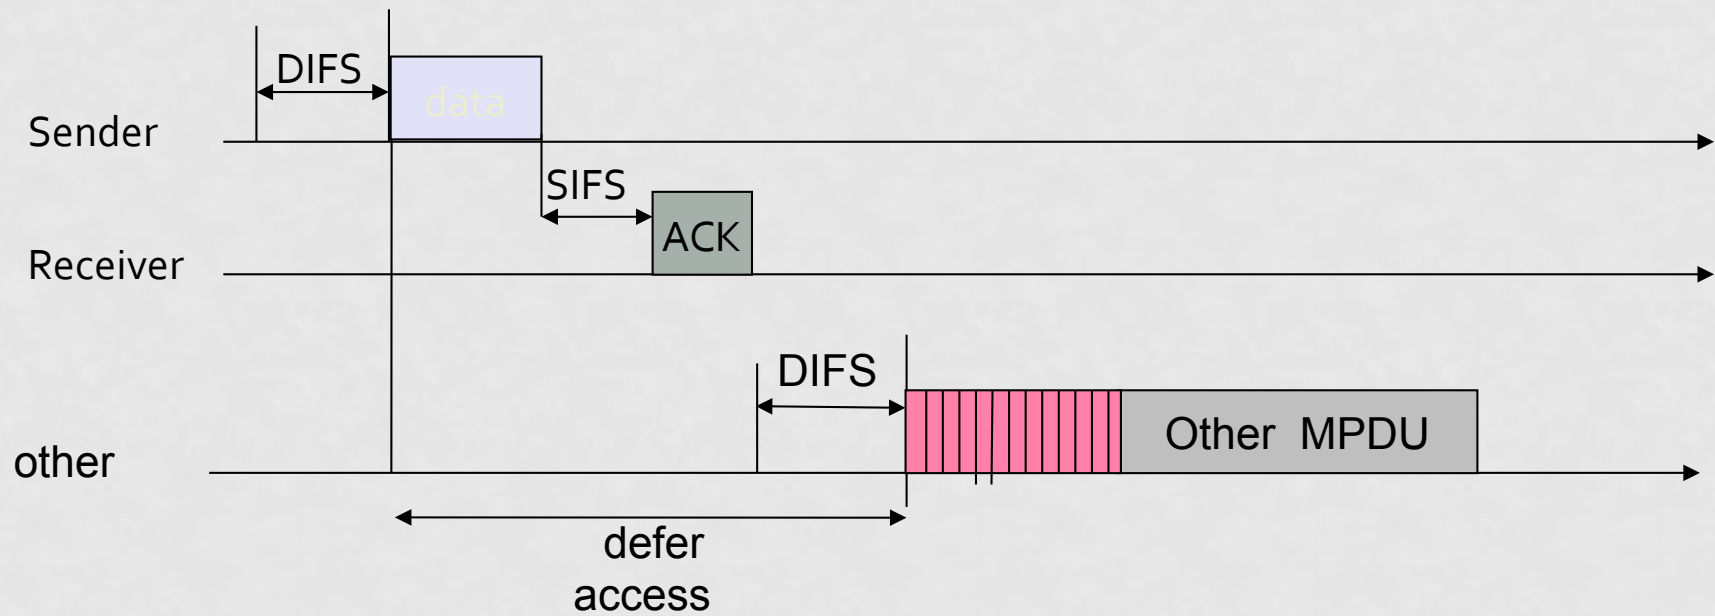 DIFS
data
Sender
SIFS
ACK
Receiver
DIFS
Other MPDU
other
defer
access